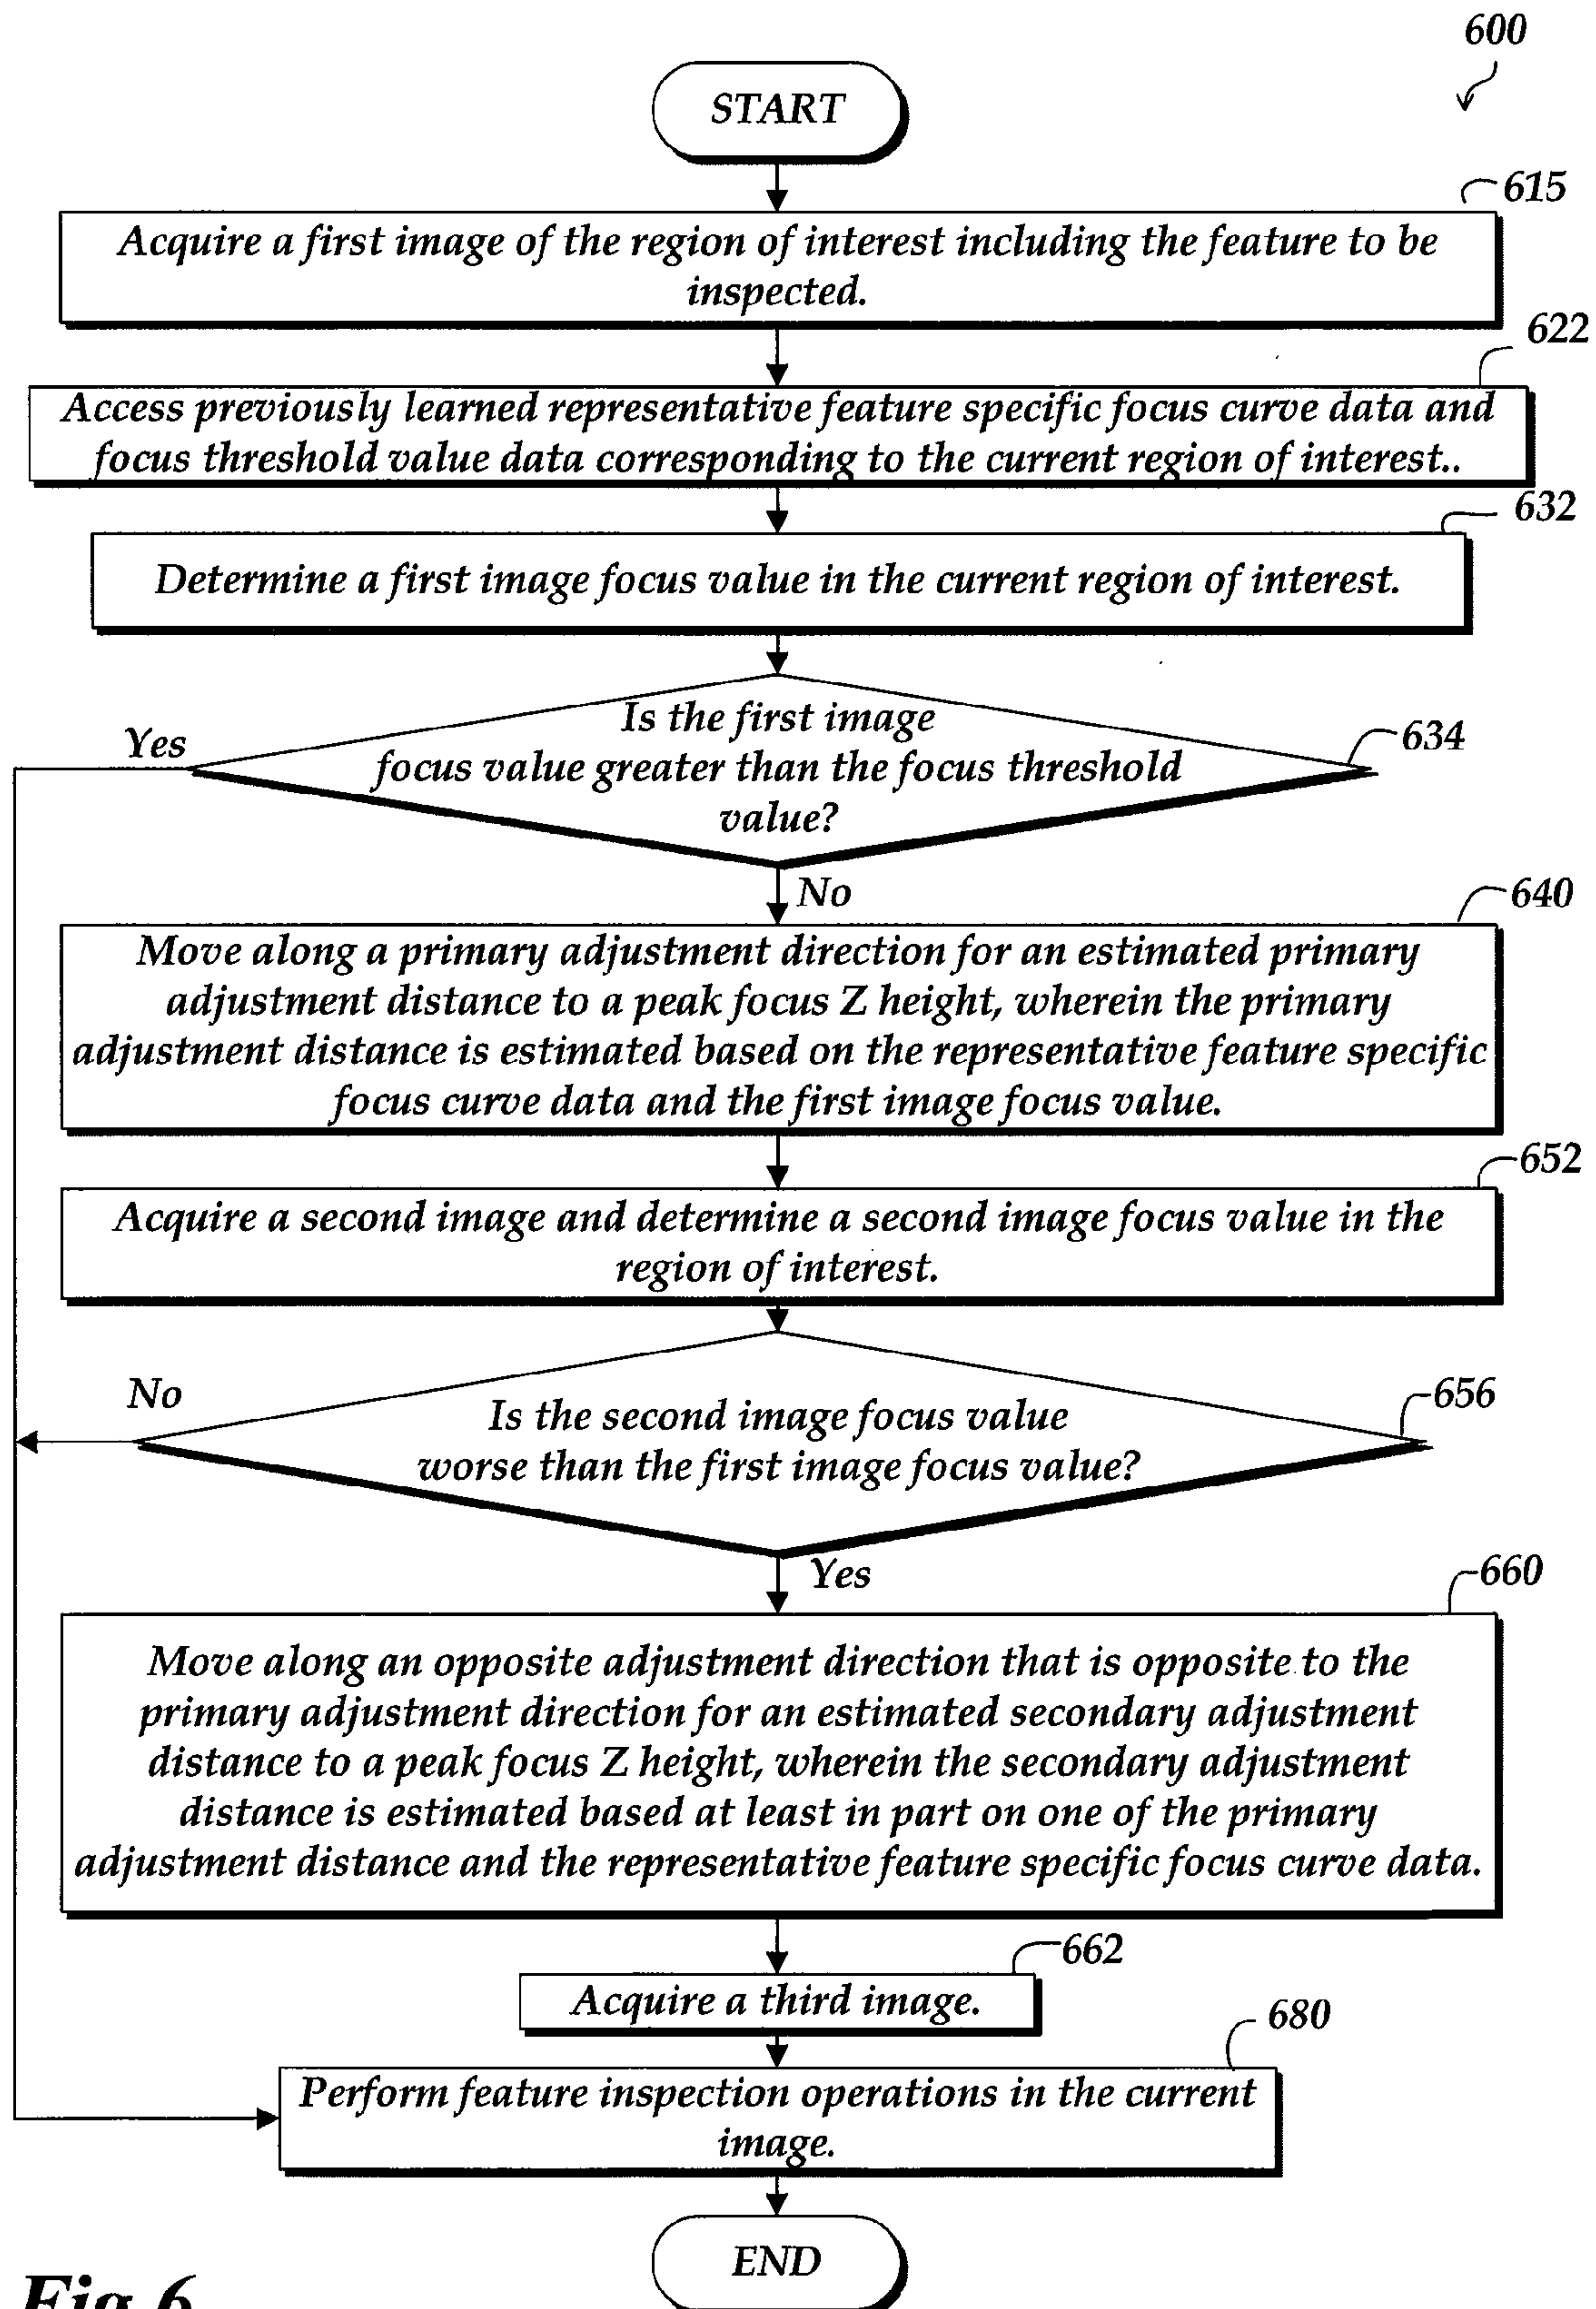 600
START
615
Acquire a first image of the region of interest including the feature to be
inspected.
622
Access previously learned representative feature specific focus curve data and
focus threshold value data corresponding to the current region of interest..
632
Determine a first image focus value in the current region of interest.
Yes
Is the first image
focus value greater than the focus threshold
value?
634
No
640
Move along a primary adjustment direction for an estimated primary
adjustment distance to a peak focus Z height, wherein the primary
adjustment distance is estimated based on the representative feature specific
focus curve data and the first image focus value.
652
Acquire a second image and determine a second image focus value in the
region of interest.
No
Is the second image focus value
worse than the first image focus value?
656
Yes
660
Move along an opposite adjustment direction that is opposite to the
primary adjustment direction for an estimated secondary adjustment
distance to a peak focus Z height, wherein the secondary adjustment
distance is estimated based at least in part on one of the primary
adjustment distance and the representative feature specific focus curve data.
662
Acquire a third image.
680
Perform feature inspection operations in the current
image.
END
Fig 6